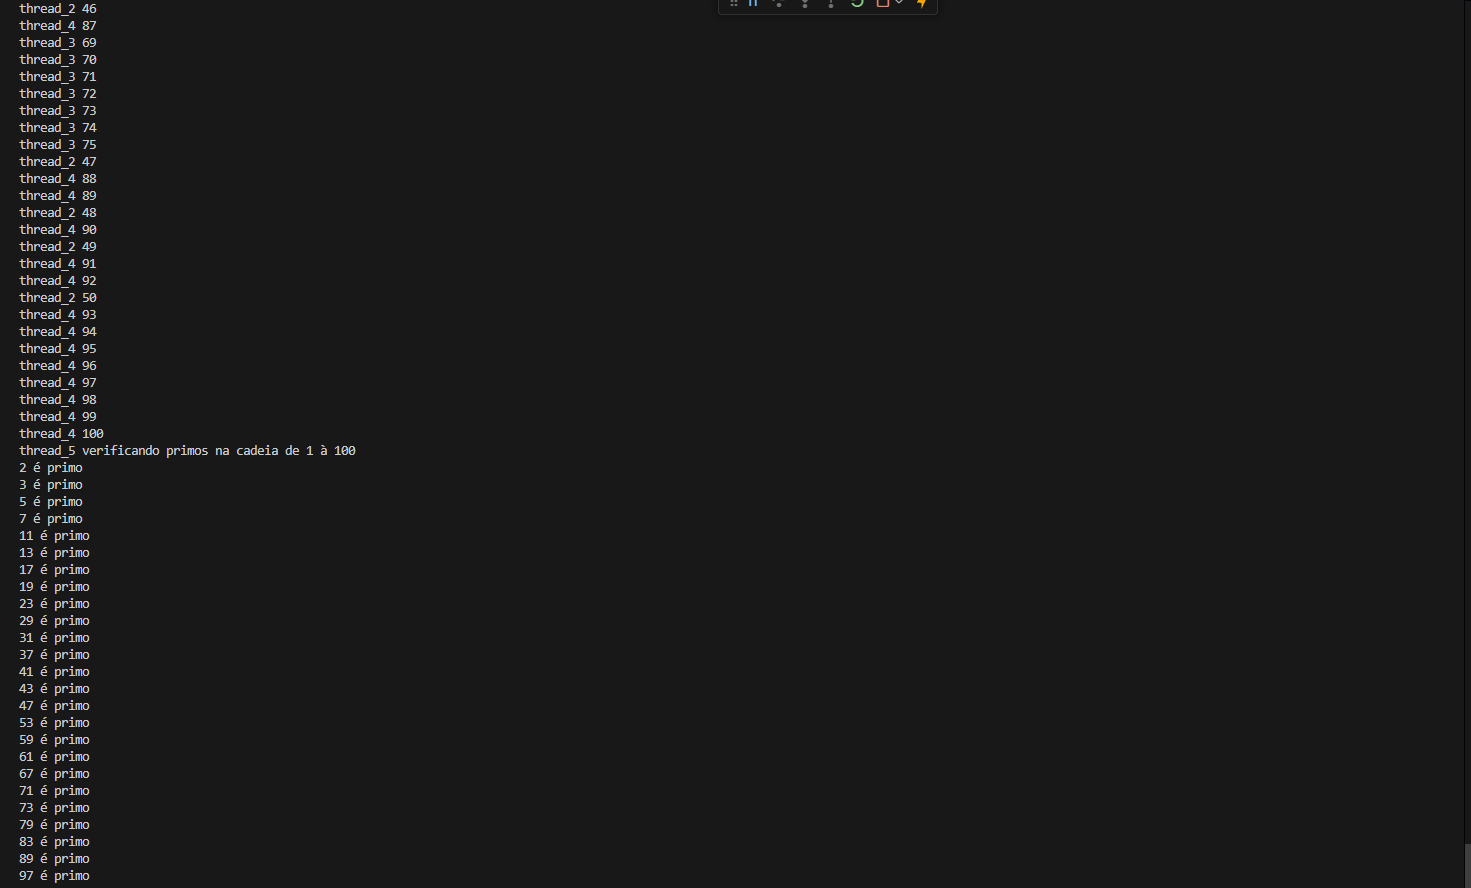 thread_2 46
thread_4 87
thread_3 69
thread_3 70
thread_3 71
thread_3 72
thread_3 73
thread_3 74
thread_3 75
thread_2 47
thread_4 88
thread_4 89
thread_2 48
thread_4 90
thread_2 49
thread_4 91
thread_4 92
thread_2 50
thread_4 93
thread_4 94
thread_4 95
thread_4 96
thread_4 97
thread_4 98
thread_4 99
thread_4 100
thread_5 verificando primos na cadeia de 1 à 100
2 é primo
3 é primo
5 é primo
7 é primo
11 é primo
13 é primo
17 é primo
19 é primo
23 é primo
29 é primo
31 é primo
37 é primo
41 é primo
43 é primo
47 é primo
53 é primo
59 é primo
61 é primo
67 é primo
71 é primo
73 é primo
79 é primo
83 é primo
89 é primo
97 é primo